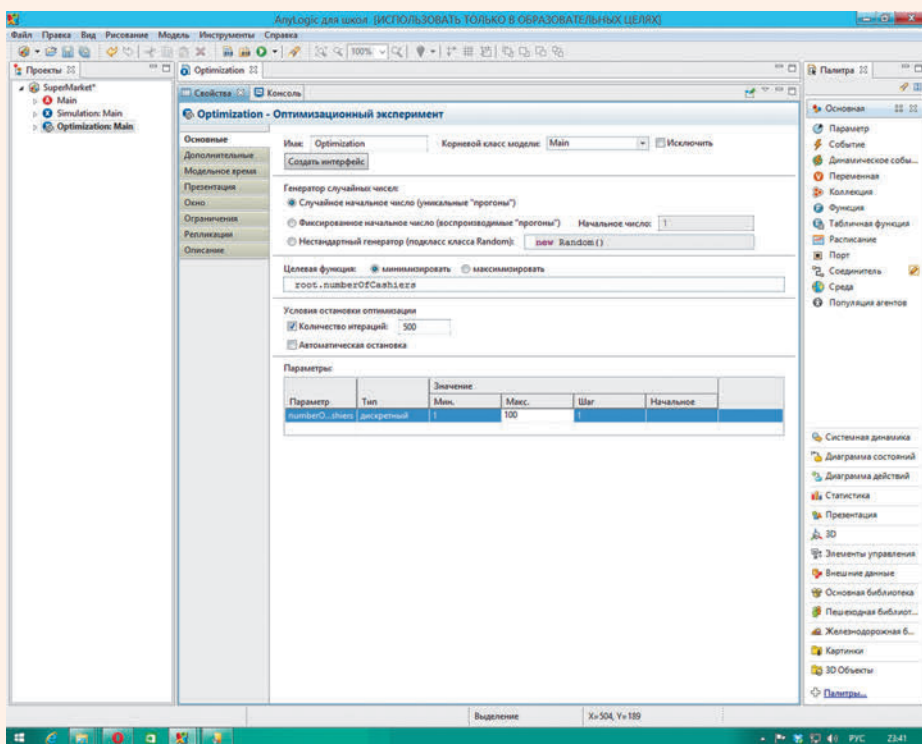 AnyLogic для школ [ИСПОЛЬЗОВАТЬ ТОЛЬКО В ОБРАЗОВАТЕЛЬНЫХ ЦЕЛЯХ]
Файл Правка Вид Рисование Модель Инструменты Справка
100%
Проекты
SuperMarket*
Main
Simulation: Main
Optimization: Main
Optimization
Свойства Консоль
Optimization - Оптимизационный эксперимент
Основные
Дополнительные
Модельное время
Презентация
Окно
Ограничения
Репликации
Описание
Имя: Optimization Корневой класс модели: Main Исключить
Создать интерфейс
Генератор случайных чисел:
Случайное начальное число (уникальные "прогоны")
Фиксированное начальное число (воспроизводимые "прогоны") Начальное число: 1
Нестандартный генератор (подкласс класса Random): new Random()
Целевая функция: минимизировать максимизировать
root.numberOfCashiers
Условия остановки оптимизации
Количество итераций: 500
Автоматическая остановка
Параметры:
Значение
Параметр Тип Мин. Макс. Шаг Начальное
numberO...shiers дискретный 1 100 1
Палитра
Основная
Параметр
Событие
Динамическое собы...
Переменная
Коллекция
Функция
Табличная функция
Расписание
Порт
Соединитель
Среда
Популяция агентов
Системная динамика
Диаграмма состояний
Диаграмма действий
Статистика
Презентация
3D
Элементы управления
Внешние данные
Основная библиотека
Пешеходная библиот...
Железнодорожная б...
Картинки
3D Объекты
Палитры...
Выделение X=504, Y=189
РУС 23:41